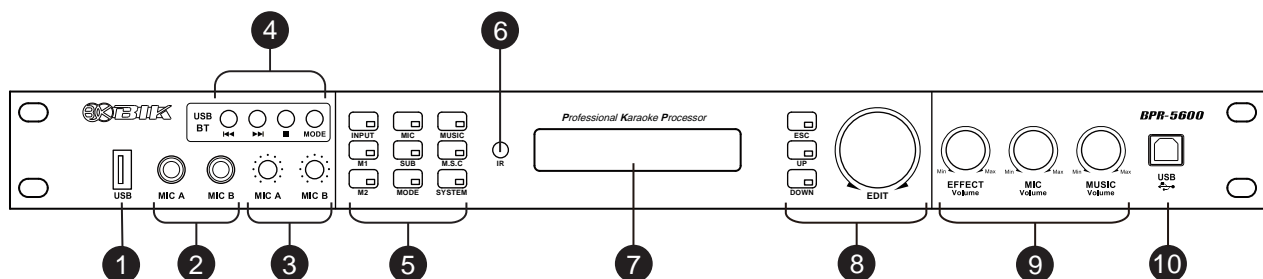 4
6
BIK
USB
BT
MODE
USB
MIC A
MIC B
MIC A
MIC B
INPUT
MIC
MUSIC
M1
SUB
M.S.C
M2
MODE
SYSTEM
IR
Professional Karaoke Processor
ESC
UP
DOWN
EDIT
Min
Max
EFFECT
Volume
Min
Max
MIC
Volume
Min
Max
MUSIC
Volume
BPR-5600
USB
1
2
3
5
7
8
9
10